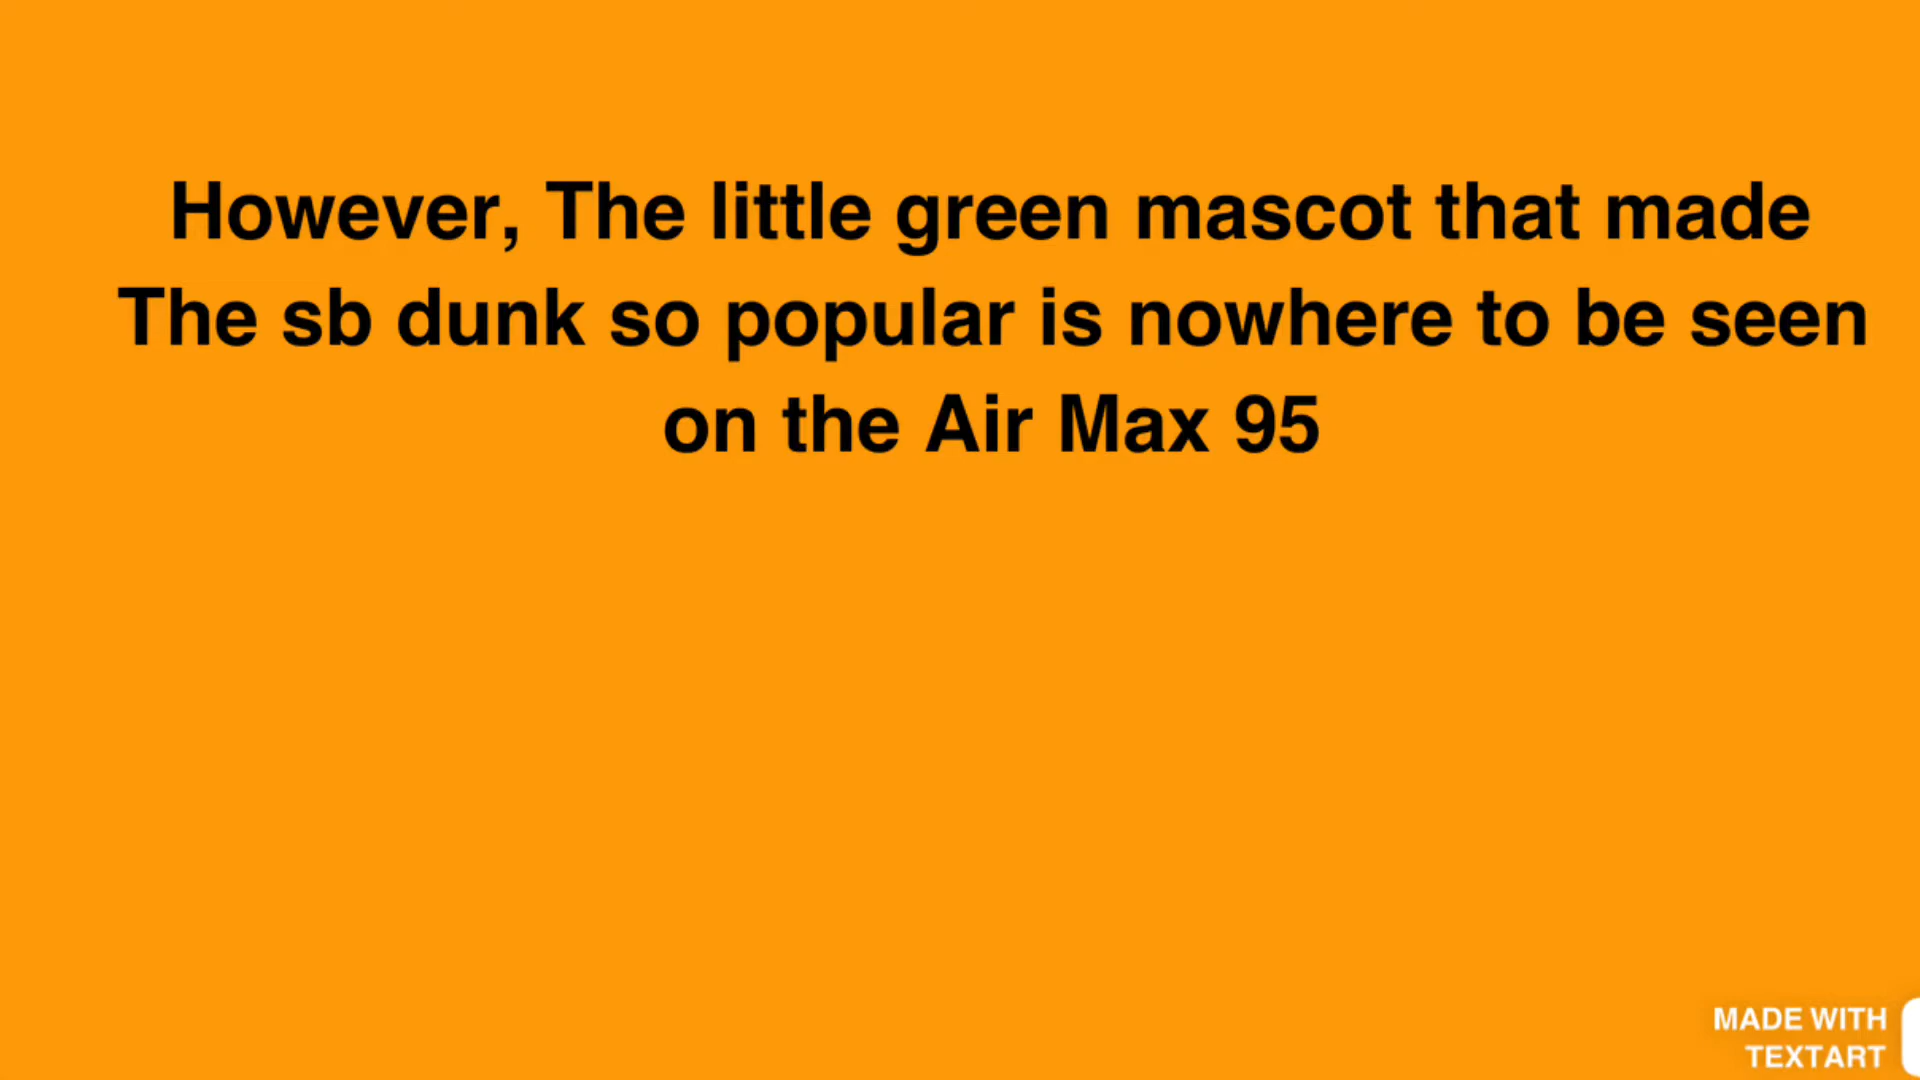 However, The little green mascot that made
The sb dunk so popular is nowhere to be seen
on the Air Max 95
MADE WITH
TEXTART